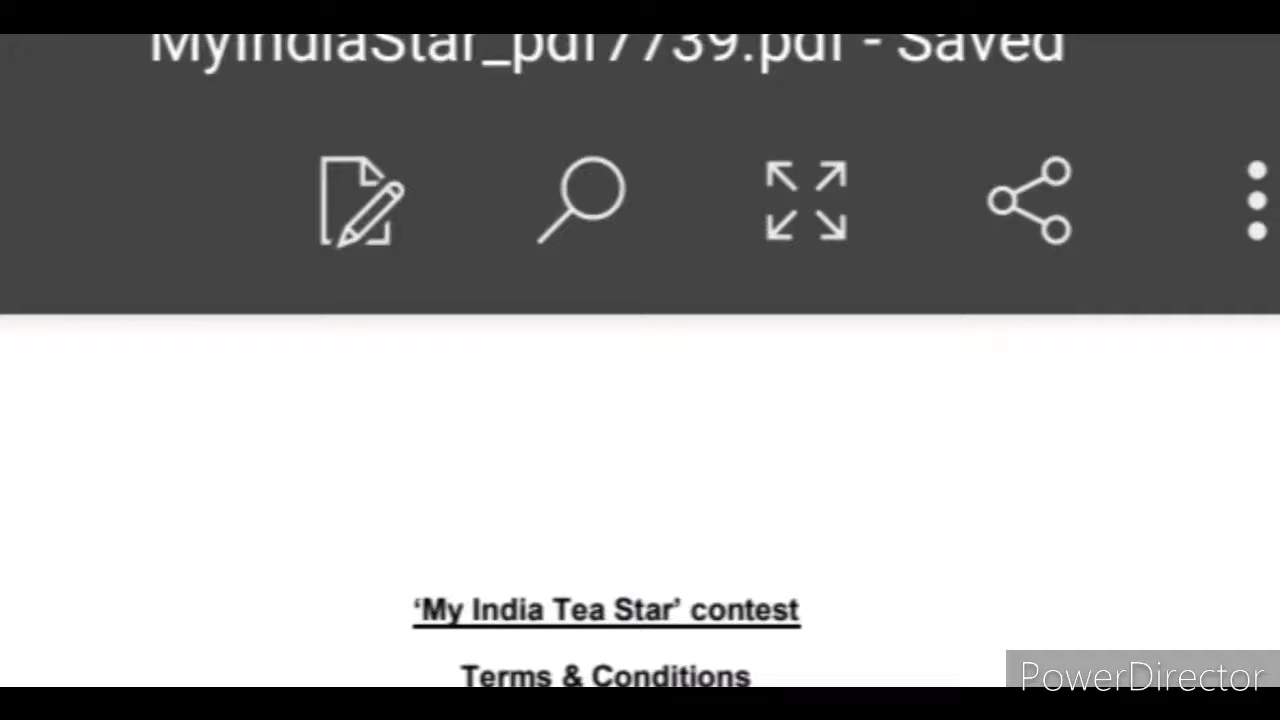 MyIndiaStar_pdf7739.pdf - Saved
‘My India Tea Star’ contest
Terms & Conditions
PowerDirector